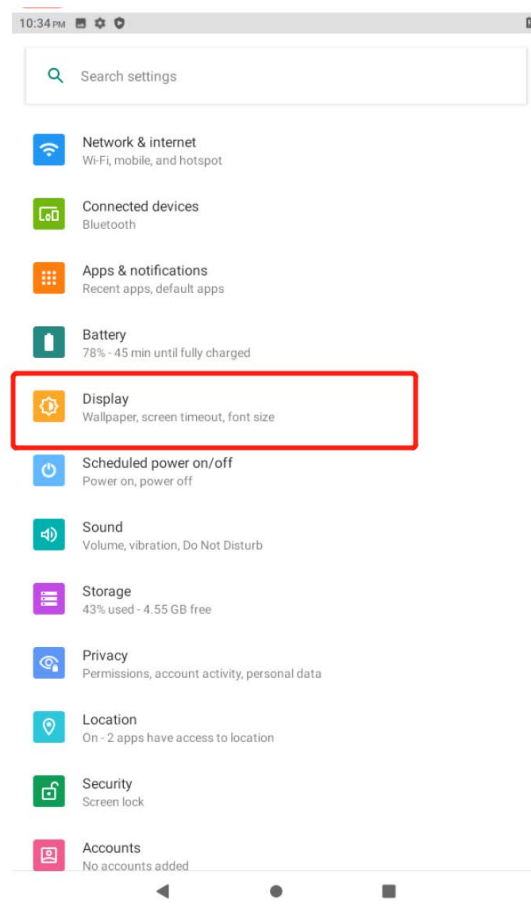 10:34 PM
Search settings
Network & internet
Wi-Fi, mobile, and hotspot
Connected devices
Bluetooth
Apps & notifications
Recent apps, default apps
Battery
78% - 45 min until fully charged
Display
Wallpaper, screen timeout, font size
Scheduled power on/off
Power on, power off
Sound
Volume, vibration, Do Not Disturb
Storage
43% used - 4.55 GB free
Privacy
Permissions, account activity, personal data
Location
On - 2 apps have access to location
Security
Screen lock
Accounts
No accounts added